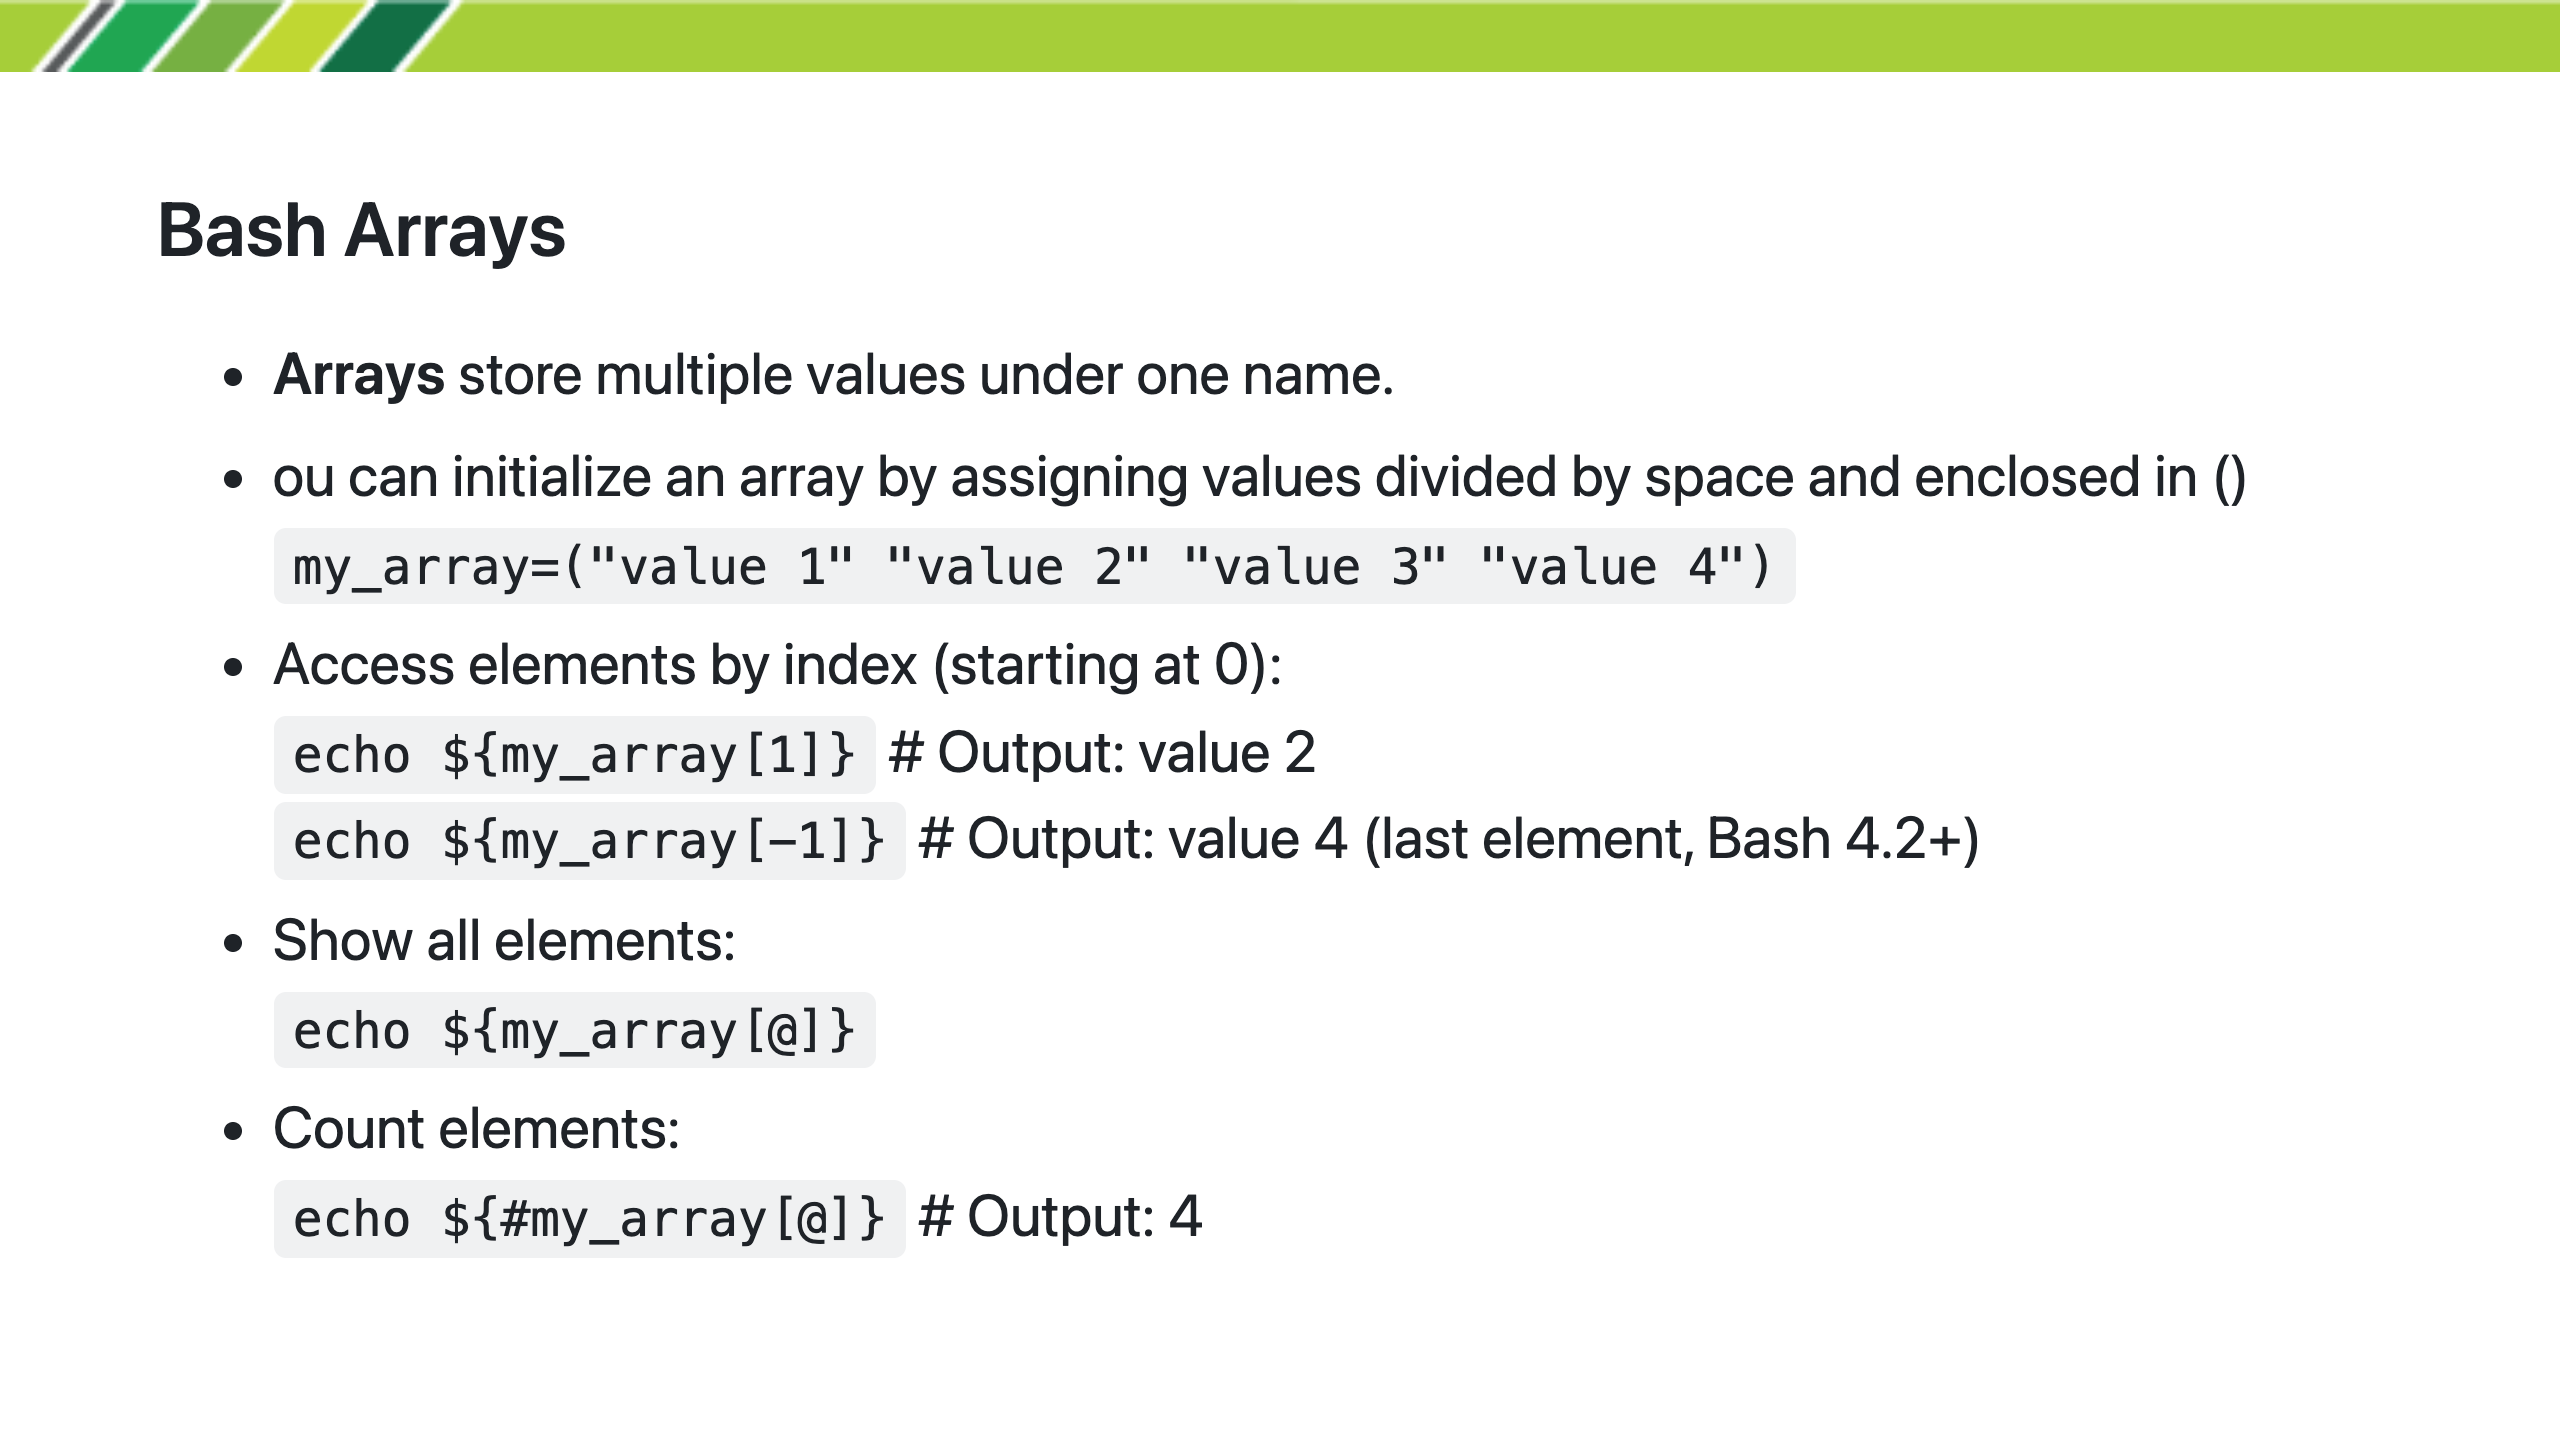 Bash Arrays
• Arrays store multiple values under one name.
• ou can initialize an array by assigning values divided by space and enclosed in ()
my_array=("value 1" "value 2" "value 3" "value 4")
• Access elements by index (starting at 0):
echo ${my_array[1]} # Output: value 2
echo ${my_array[-1]} # Output: value 4 (last element, Bash 4.2+)
• Show all elements:
echo ${my_array[@]}
• Count elements:
echo ${#my_array[@]} # Output: 4